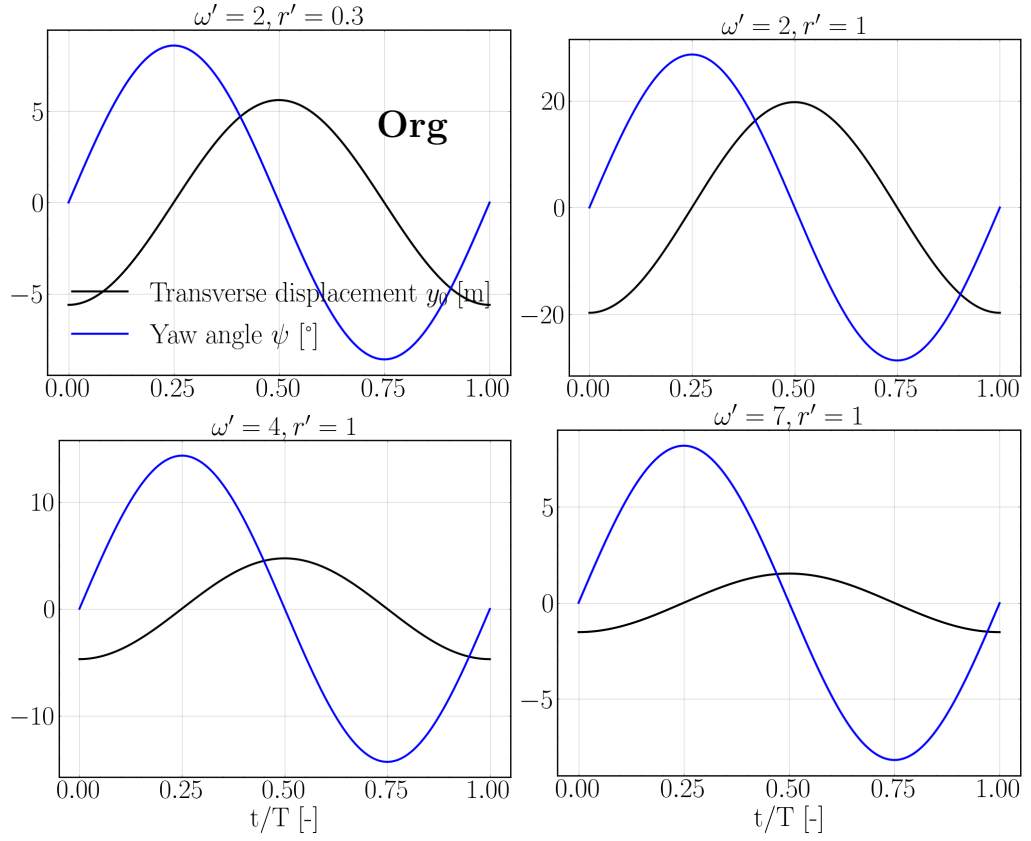 ω′ = 2, r′ = 0.3
5
0
−5
Org
Transverse displacement y₀ [m]
Yaw angle ψ [°]
0.00 0.25 0.50 0.75 1.00
ω′ = 2, r′ = 1
20
0
−20
0.00 0.25 0.50 0.75 1.00
ω′ = 4, r′ = 1
10
0
−10
0.00 0.25 0.50 0.75 1.00
t/T [-]
ω′ = 7, r′ = 1
5
0
−5
0.00 0.25 0.50 0.75 1.00
t/T [-]